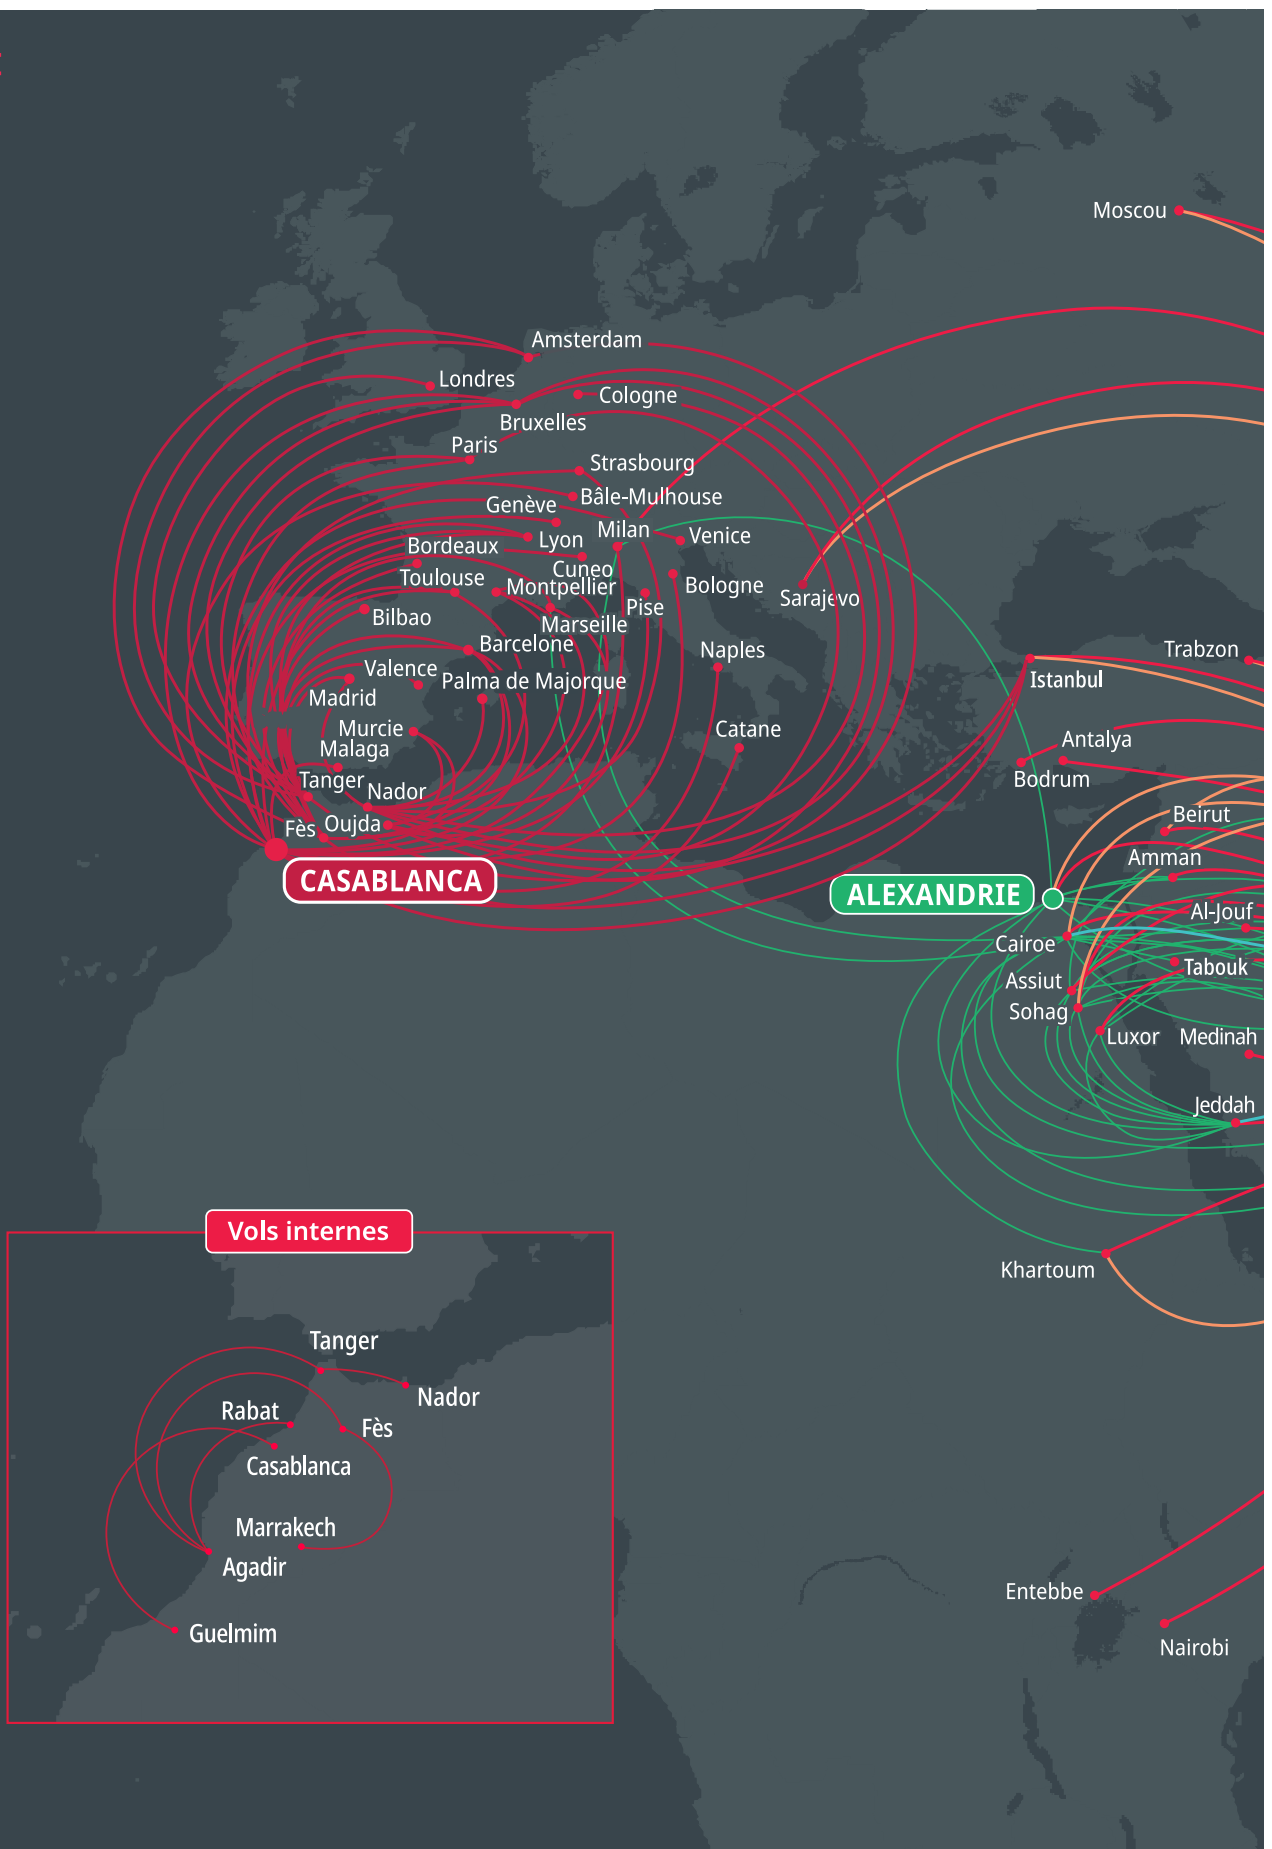 Moscou
Amsterdam
Londres
Cologne
Bruxelles
Paris
Strasbourg
Bâle-Mulhouse
Genève
Milan
Venice
Lyon
Bordeaux
Cuneo
Toulouse
Montpellier
Bologne
Sarajevo
Pise
Bilbao
Marseille
Barcelone
Naples
Trabzon
Valence
Palma de Majorque
Istanbul
Madrid
Murcie
Catane
Malaga
Antalya
Tanger
Nador
Bodrum
Fès
Oujda
Beirut
Amman
CASABLANCA
ALEXANDRIE
Al-Jouf
Cairoe
Tabouk
Assiut
Sohag
Luxor
Medinah
Jeddah
Vols internes
Khartoum
Tanger
Nador
Rabat
Fès
Casablanca
Marrakech
Agadir
Entebbe
Guelmim
Nairobi